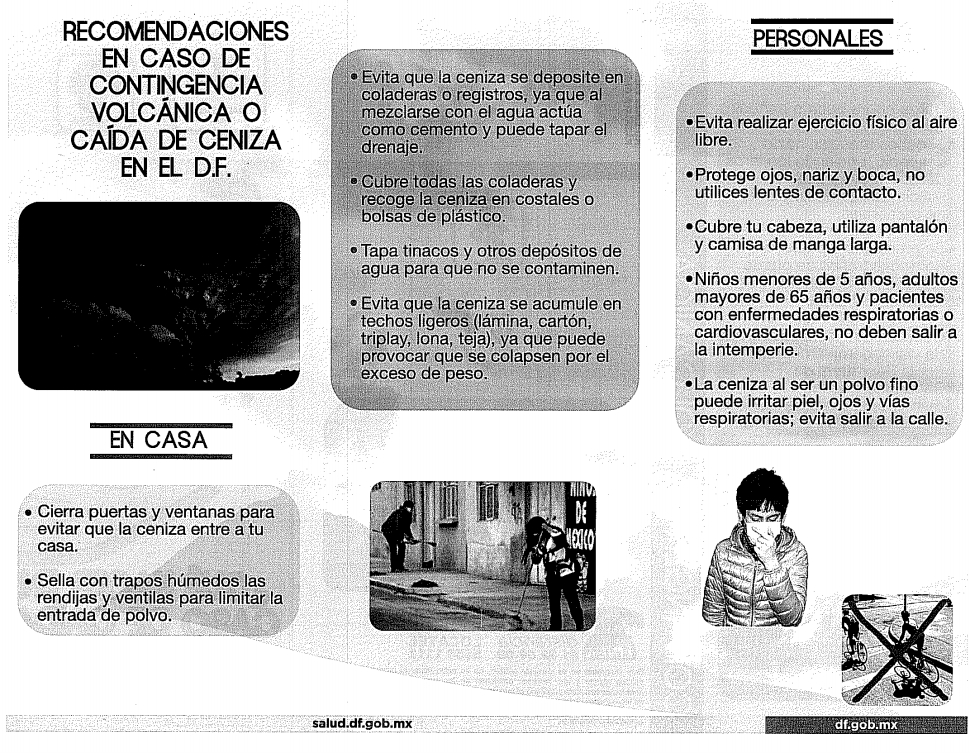 RECOMENDACIONES
EN CASO DE
CONTINGENCIA
VOLCÁNICA O
CAÍDA DE CENIZA
EN EL D.F.
EN CASA
• Cierra puertas y ventanas para
evitar que la ceniza entre a tu
casa.
• Sella con trapos húmedos las
rendijas y ventilas para limitar la
entrada de polvo.
• Evita que la ceniza se deposite en
coladeras o registros, ya que al
mezclarse con el agua actúa
como cemento y puede tapar el
drenaje.
• Cubre todas las coladeras y
recoge la ceniza en costales o
bolsas de plástico.
• Tapa tinacos y otros depósitos de
agua para que no se contaminen.
• Evita que la ceniza se acumule en
techos ligeros (lámina, cartón,
triplay, lona, teja), ya que puede
provocar que se colapsen por el
exceso de peso.
DE
MEXICO
PERSONALES
• Evita realizar ejercicio físico al aire
libre.
• Protege ojos, nariz y boca, no
utilices lentes de contacto.
• Cubre tu cabeza, utiliza pantalón
y camisa de manga larga.
• Niños menores de 5 años, adultos
mayores de 65 años y pacientes
con enfermedades respiratorias o
cardiovasculares, no deben salir a
la intemperie.
• La ceniza al ser un polvo fino
puede irritar piel, ojos y vías
respiratorias; evita salir a la calle.
salud.df.gob.mx
df.gob.mx